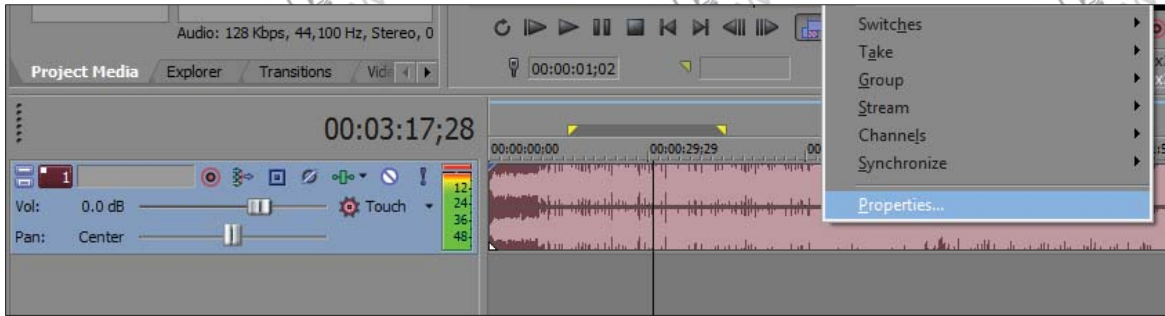 Audio: 128 Kbps, 44,100 Hz, Stereo, 0
Project Media Explorer Transitions
00:00:01;02
Switches
Take
Group
Stream
Channels
Synchronize
Properties...
00:03:17;28
00:00:00;00 00:00:29;29 00
1
12
24
36
48
Vol: 0.0 dB Touch
Pan: Center